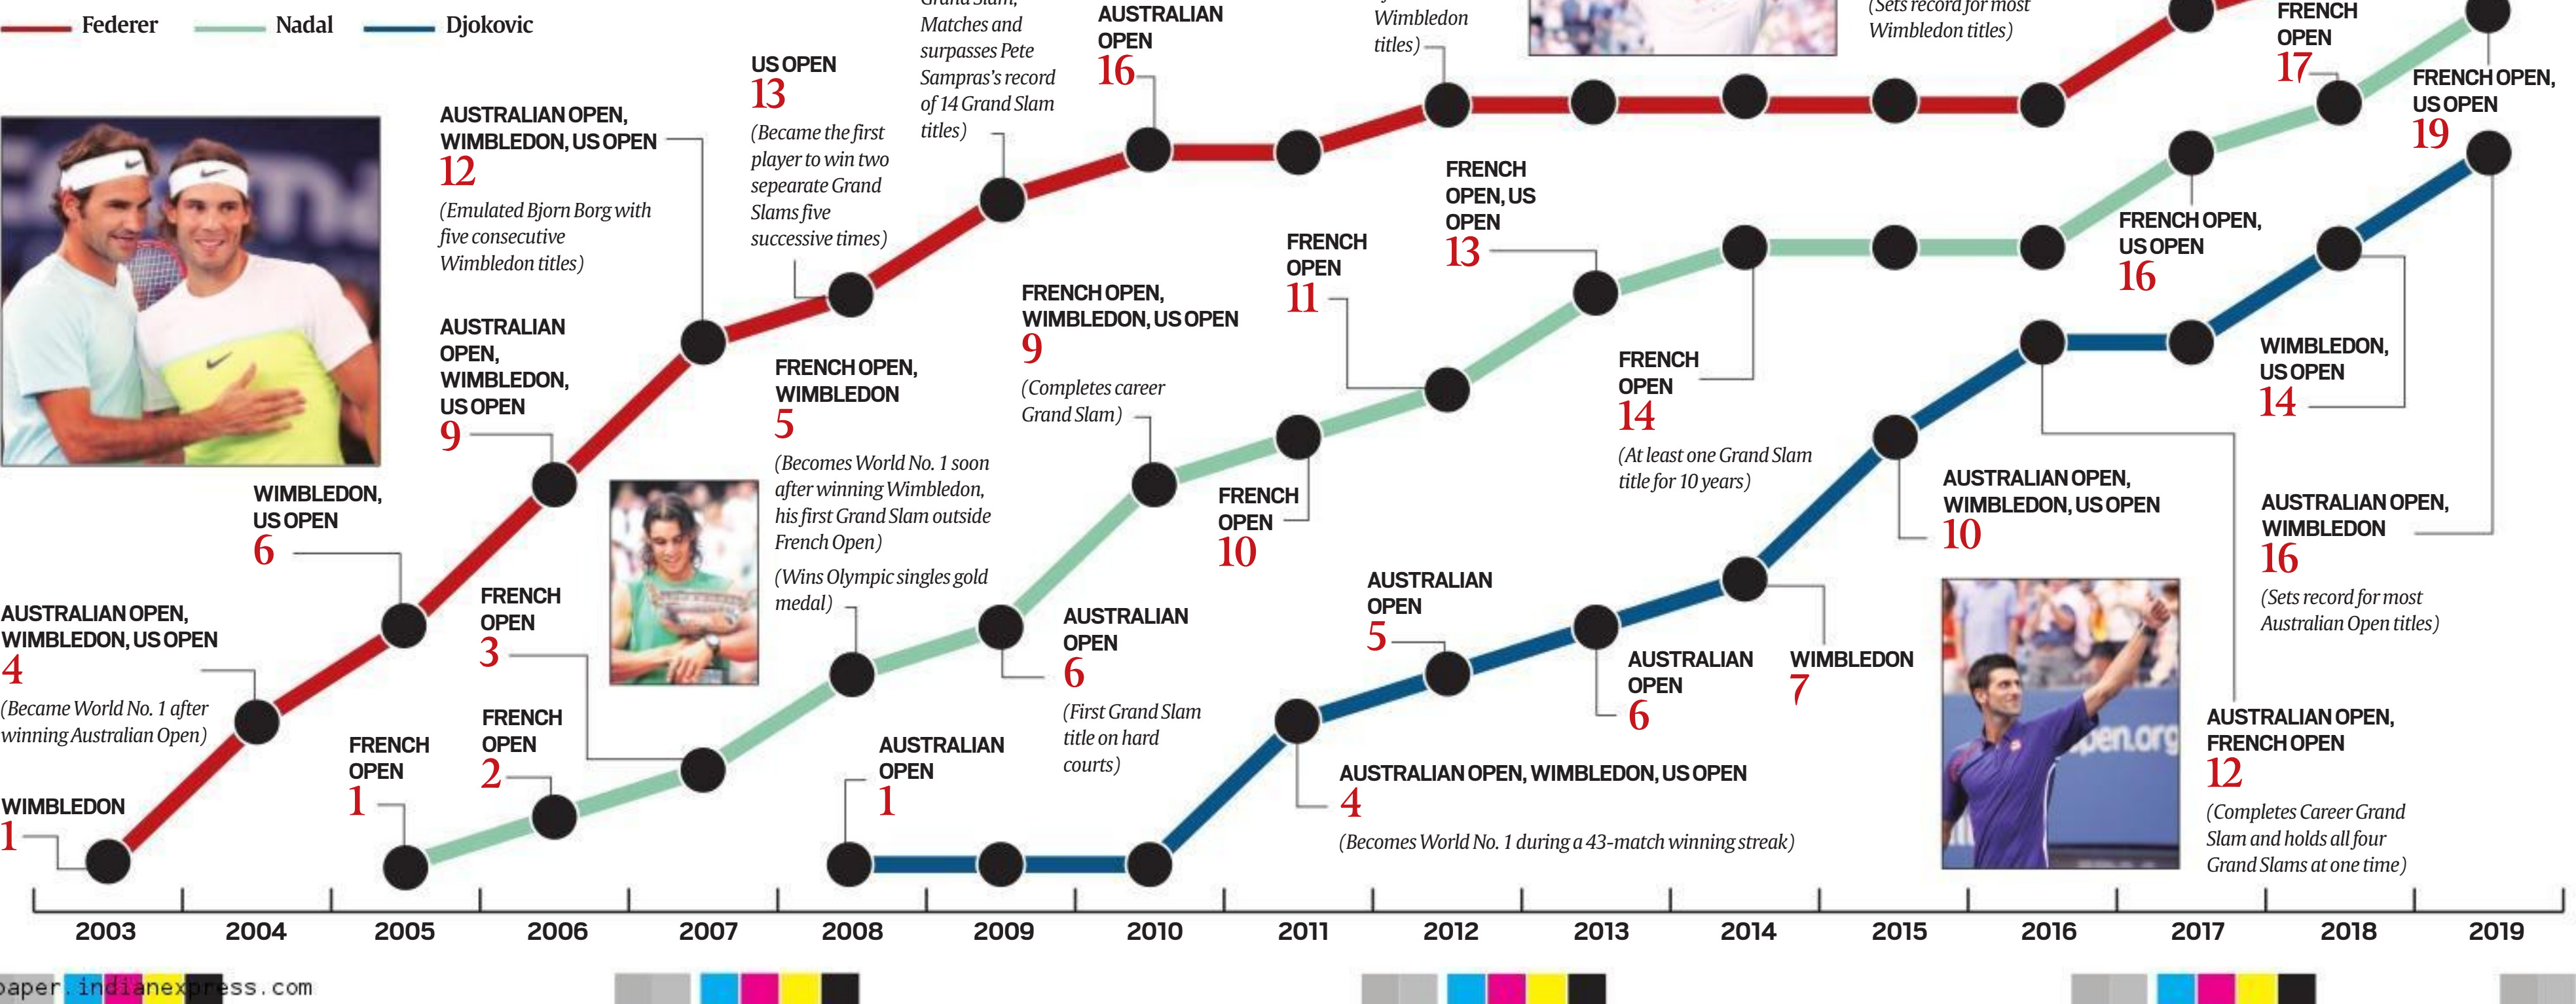 Federer
Nadal
Djokovic
WIMBLEDON
1
AUSTRALIAN OPEN,
WIMBLEDON, US OPEN
4
(Became World No. 1 after
winning Australian Open)
WIMBLEDON,
US OPEN
6
AUSTRALIAN
OPEN,
WIMBLEDON,
US OPEN
9
AUSTRALIAN OPEN,
WIMBLEDON, US OPEN
12
(Emulated Bjorn Borg with
five consecutive
Wimbledon titles)
US OPEN
13
(Became the first
player to win two
sepearate Grand
Slams five
successive times)
Grand Slam,
Matches and
surpasses Pete
Sampras's record
of 14 Grand Slam
titles)
AUSTRALIAN
OPEN
16
Wimbledon
titles)
(Sets record for most
Wimbledon titles)
FRENCH
OPEN
1
FRENCH
OPEN
2
FRENCH
OPEN
3
FRENCH OPEN,
WIMBLEDON
5
(Becomes World No. 1 soon
after winning Wimbledon,
his first Grand Slam outside
French Open)
(Wins Olympic singles gold
medal)
AUSTRALIAN
OPEN
6
(First Grand Slam
title on hard
courts)
FRENCH OPEN,
WIMBLEDON, US OPEN
9
(Completes career
Grand Slam)
FRENCH
OPEN
10
FRENCH
OPEN
11
FRENCH
OPEN, US
OPEN
13
FRENCH
OPEN
14
(At least one Grand Slam
title for 10 years)
FRENCH OPEN,
US OPEN
16
FRENCH
OPEN
17
FRENCH OPEN,
US OPEN
19
AUSTRALIAN
OPEN
1
AUSTRALIAN OPEN, WIMBLEDON, US OPEN
4
(Becomes World No. 1 during a 43-match winning streak)
AUSTRALIAN
OPEN
5
AUSTRALIAN
OPEN
6
WIMBLEDON
7
AUSTRALIAN OPEN,
WIMBLEDON, US OPEN
10
AUSTRALIAN OPEN,
FRENCH OPEN
12
(Completes Career Grand
Slam and holds all four
Grand Slams at one time)
WIMBLEDON,
US OPEN
14
AUSTRALIAN OPEN,
WIMBLEDON
16
(Sets record for most
Australian Open titles)
pen.org
2003 2004 2005 2006 2007 2008 2009 2010 2011 2012 2013 2014 2015 2016 2017 2018 2019
paper.indianexpress.com